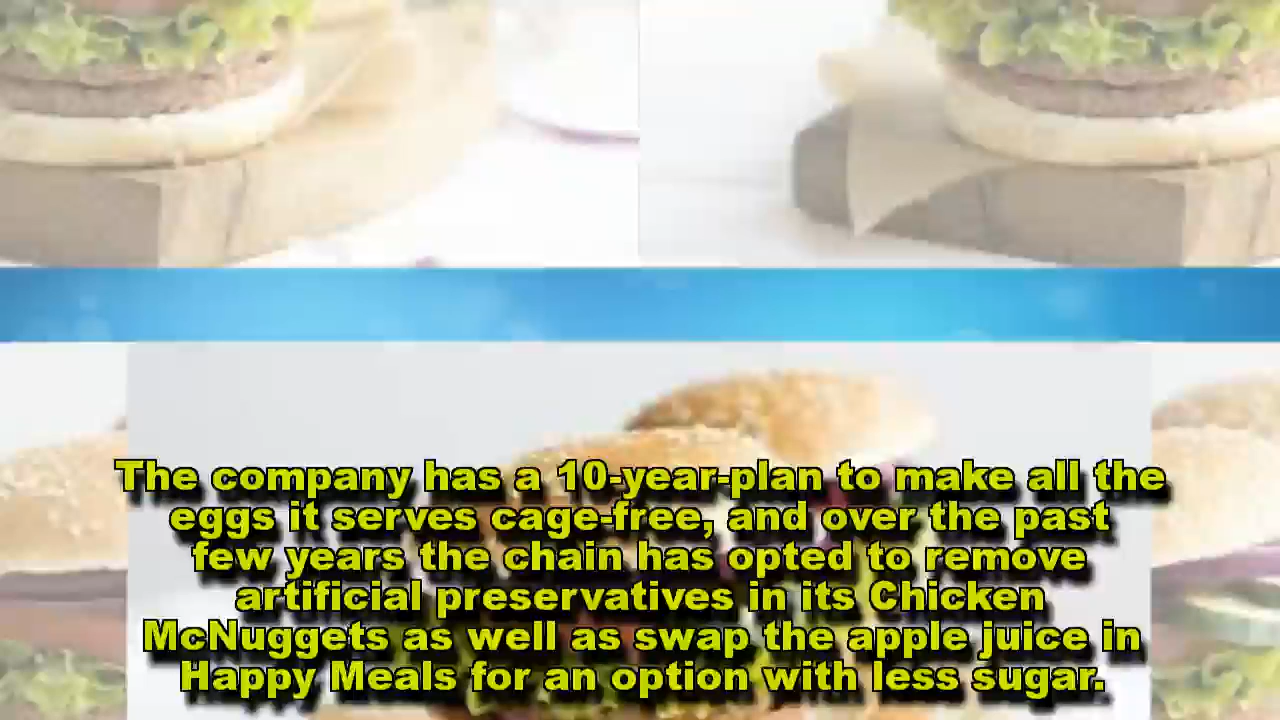 The company has a 10-year-plan to make all the
eggs it serves cage-free, and over the past
few years the chain has opted to remove
artificial preservatives in its Chicken
McNuggets as well as swap the apple juice in
Happy Meals for an option with less sugar.